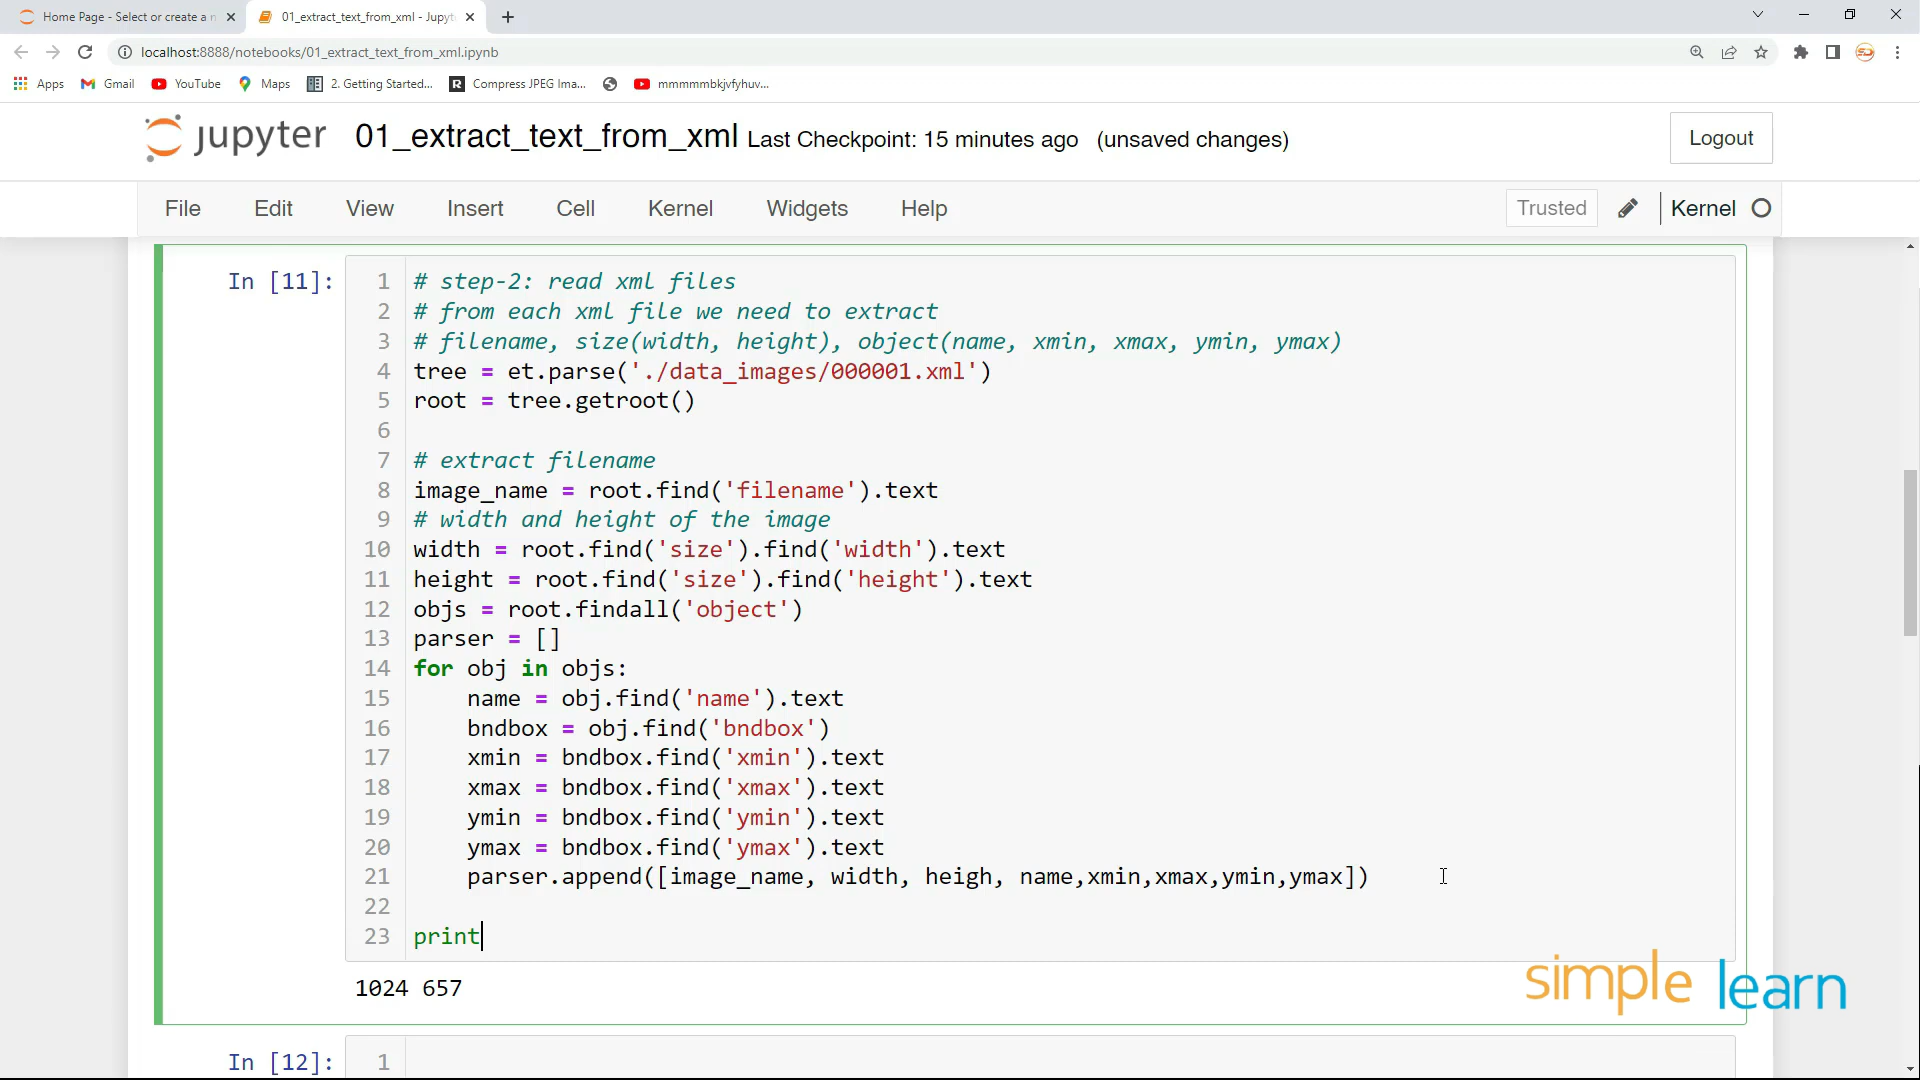 Home Page - Select or create a n
01_extract_text_from_xml - Jupyt
localhost:8888/notebooks/01_extract_text_from_xml.ipynb
Apps Gmail YouTube Maps 2. Getting Started... Compress JPEG Ima... mmmmmbkjvfyhuv...
jupyter 01_extract_text_from_xml Last Checkpoint: 15 minutes ago (unsaved changes) Logout
File Edit View Insert Cell Kernel Widgets Help Trusted Kernel
In [11]:
1 # step-2: read xml files
2 # from each xml file we need to extract
3 # filename, size(width, height), object(name, xmin, xmax, ymin, ymax)
4 tree = et.parse('./data_images/000001.xml')
5 root = tree.getroot()
6
7 # extract filename
8 image_name = root.find('filename').text
9 # width and height of the image
10 width = root.find('size').find('width').text
11 height = root.find('size').find('height').text
12 objs = root.findall('object')
13 parser = []
14 for obj in objs:
15     name = obj.find('name').text
16     bndbox = obj.find('bndbox')
17     xmin = bndbox.find('xmin').text
18     xmax = bndbox.find('xmax').text
19     ymin = bndbox.find('ymin').text
20     ymax = bndbox.find('ymax').text
21     parser.append([image_name, width, heigh, name,xmin,xmax,ymin,ymax])
22
23 print
1024 657
simplelearn
In [12]: 1